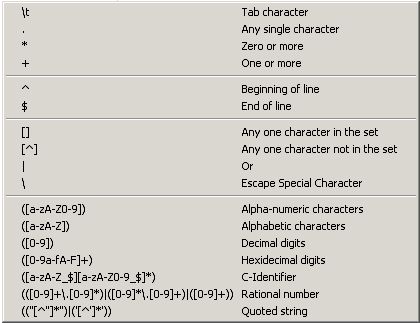 \t Tab character
. Any single character
* Zero or more
+ One or more
^ Beginning of line
$ End of line
[] Any one character in the set
[^] Any one character not in the set
| Or
\ Escape Special Character
([a-zA-Z0-9]) Alpha-numeric characters
([a-zA-Z]) Alphabetic characters
([0-9]) Decimal digits
([0-9a-fA-F]+) Hexidecimal digits
([a-zA-Z_$][a-zA-Z0-9_$]*) C-Identifier
(([0-9]+\.[0-9]*)|([0-9]*\.[0-9]+)|([0-9]+)) Rational number
(("[^"]*")|('[^']*')) Quoted string